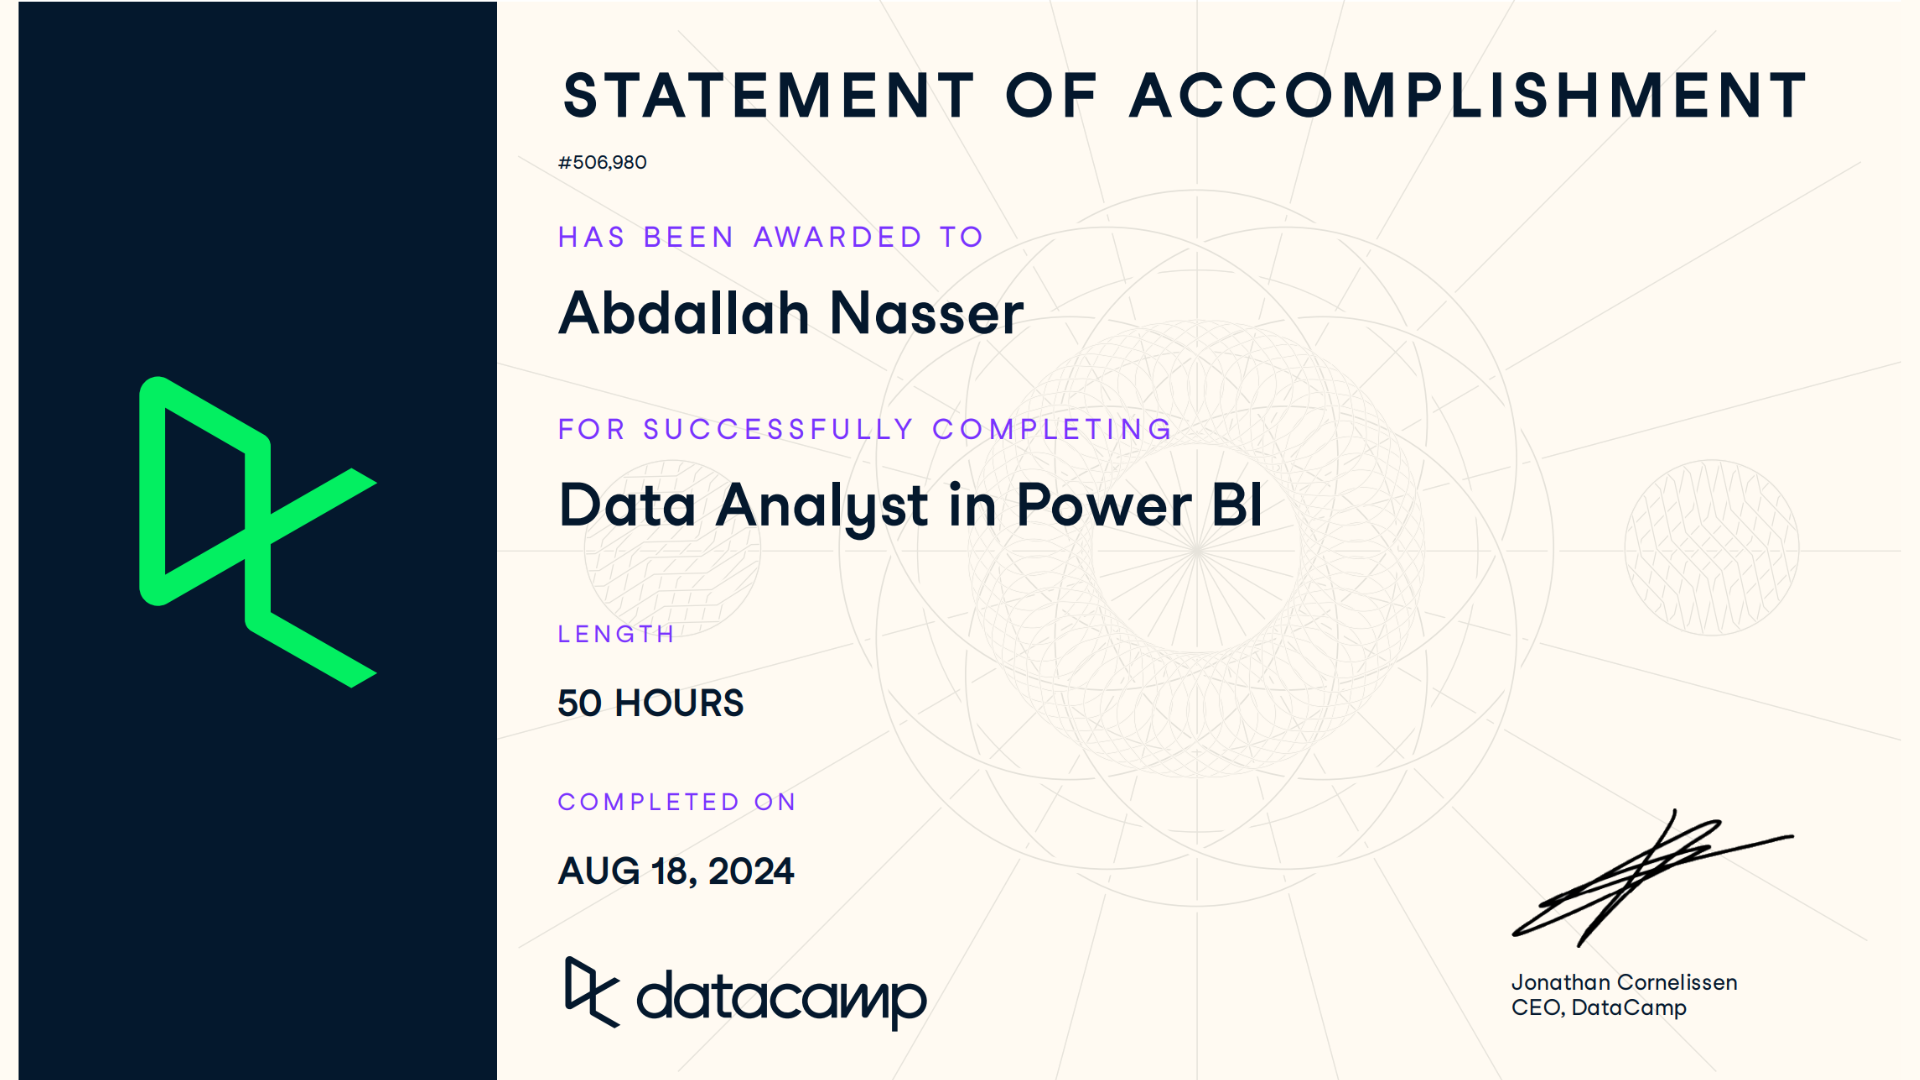 STATEMENT OF ACCOMPLISHMENT
#506,980
HAS BEEN AWARDED TO
Abdallah Nasser
FOR SUCCESSFULLY COMPLETING
Data Analyst in Power BI
LENGTH
50 HOURS
COMPLETED ON
AUG 18, 2024
datacamp
Jonathan Cornelissen
CEO, DataCamp